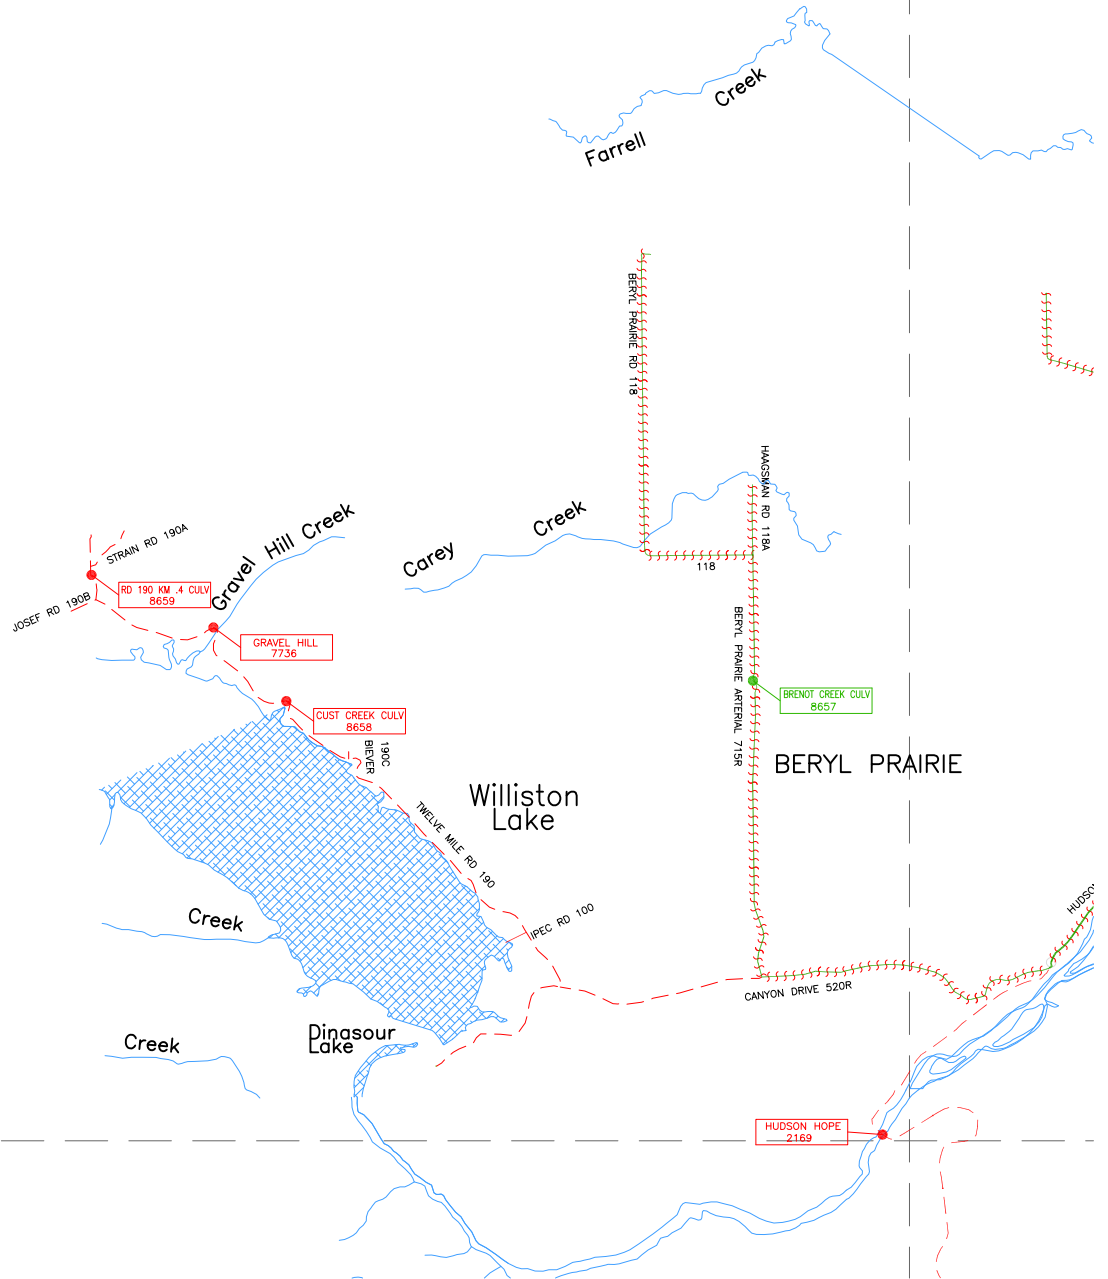 Creek
Farrell
BERYL PRAIRIE RD 118
HAAGSMAN RD 118A
Gravel Hill Creek
Creek
Carey
STRAIN RD 190A
118
RD 190 KM .4 CULV
8659
JOSEF RD 190B
BERYL PRAIRIE ARTERIAL 715R
GRAVEL HILL
7736
BRENOT CREEK CULV
8657
CUST CREEK CULV
8658
190C
BIEVER
BERYL PRAIRIE
Williston
Lake
TWELVE MILE RD 190
HUDSON
Creek
IPEC RD 100
CANYON DRIVE 520R
Dinasour
Lake
Creek
HUDSON HOPE
2169